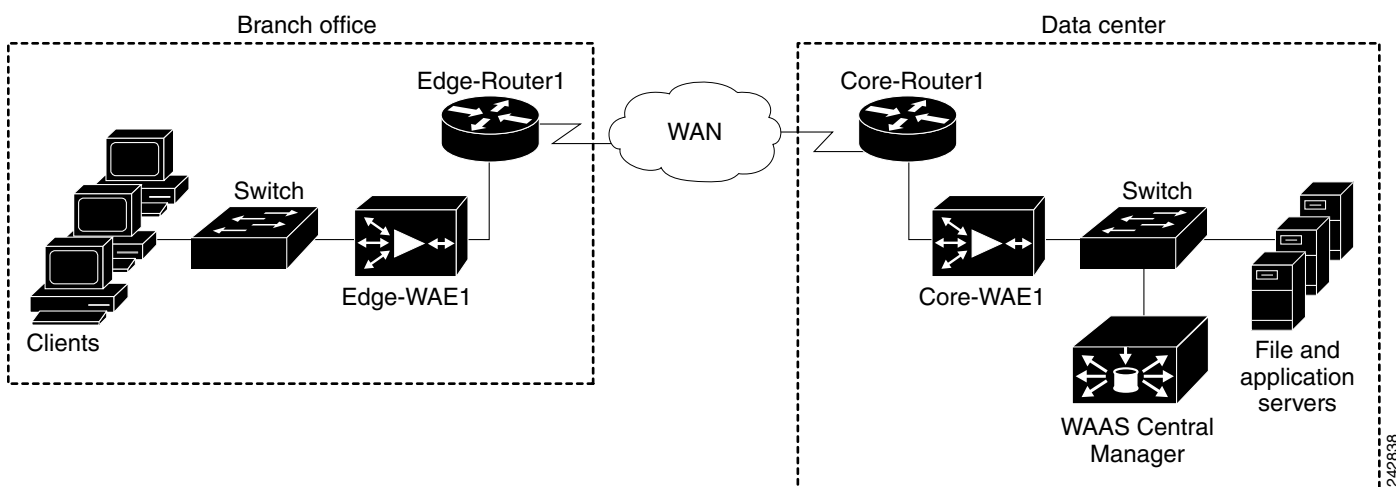 Branch office
Data center
Edge-Router1
Core-Router1
WAN
Switch
Switch
Edge-WAE1
Core-WAE1
Clients
File and
application
servers
WAAS Central
Manager
242838